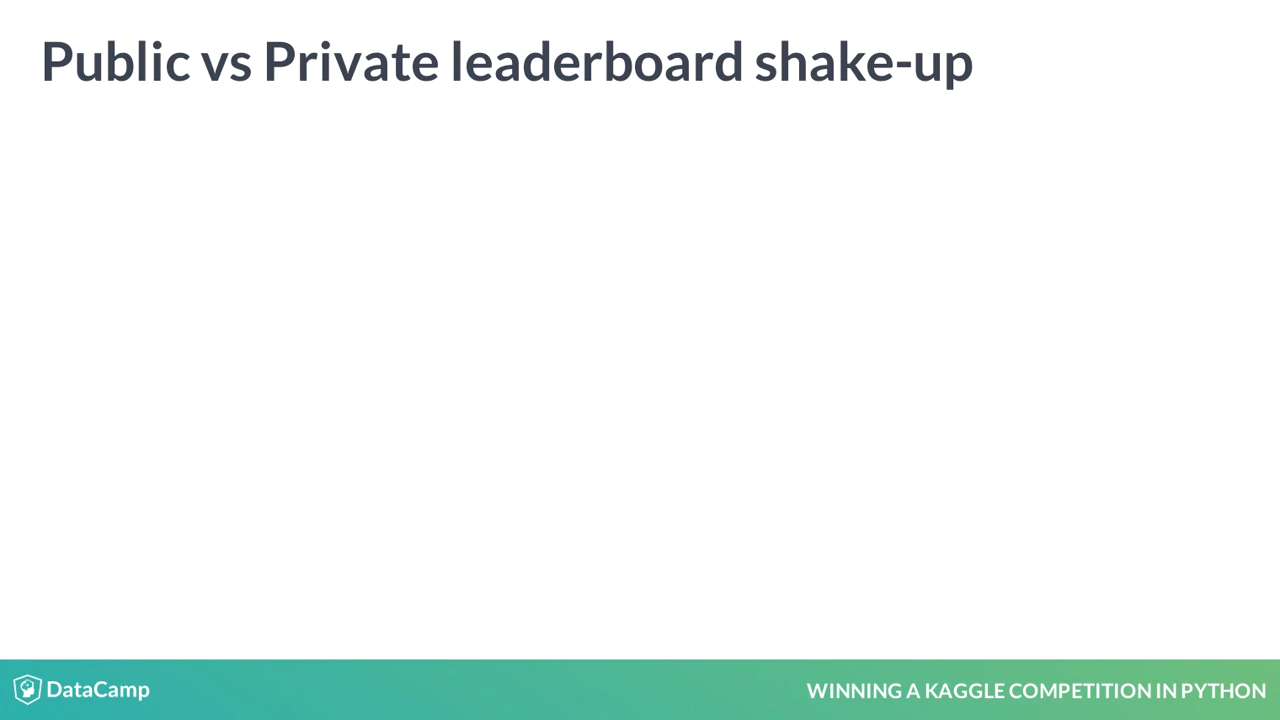 Public vs Private leaderboard shake-up
DataCamp
WINNING A KAGGLE COMPETITION IN PYTHON